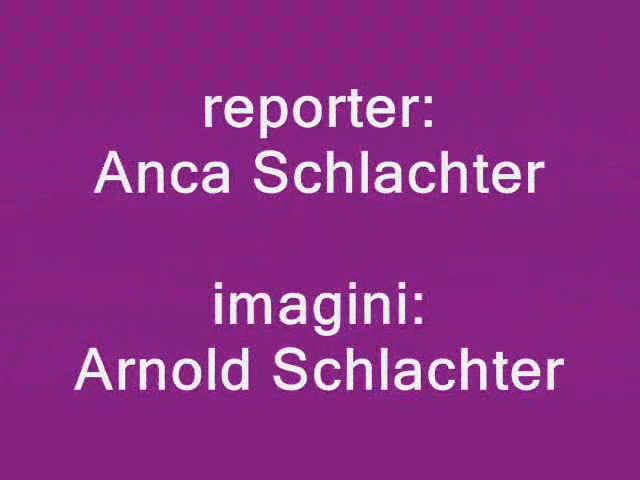 reporter:
Anca Schlachter
imagini:
Arnold Schlachter